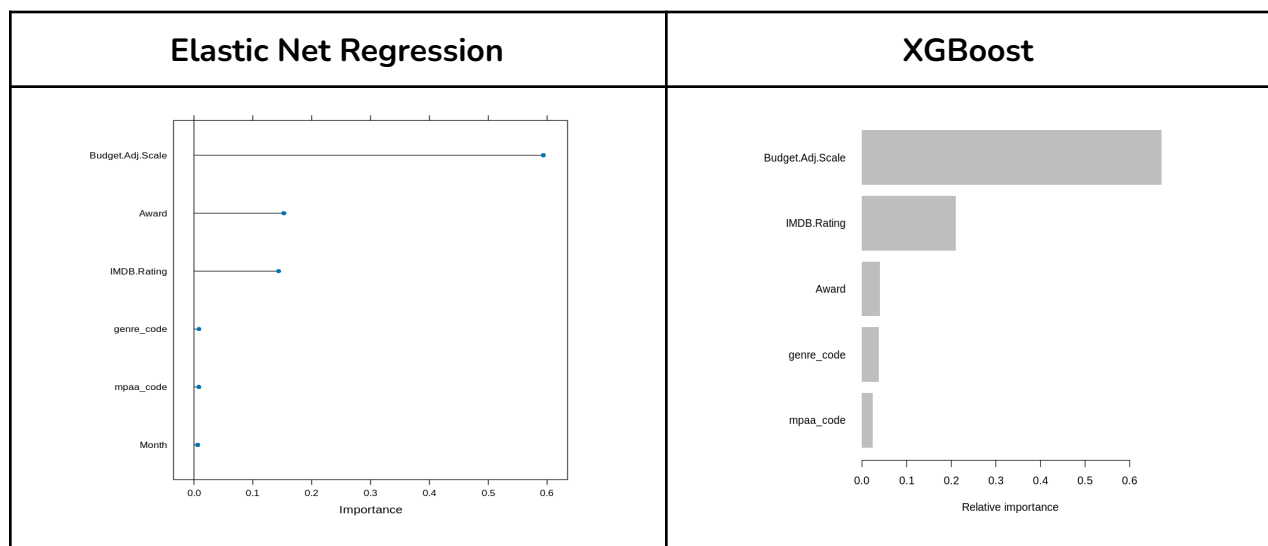 Elastic Net Regression
XGBoost
Budget.Adj.Scale
Award
IMDB.Rating
genre_code
mpaa_code
Month
0.0 0.1 0.2 0.3 0.4 0.5 0.6
Importance
Budget.Adj.Scale
IMDB.Rating
Award
genre_code
mpaa_code
0.0 0.1 0.2 0.3 0.4 0.5 0.6
Relative importance